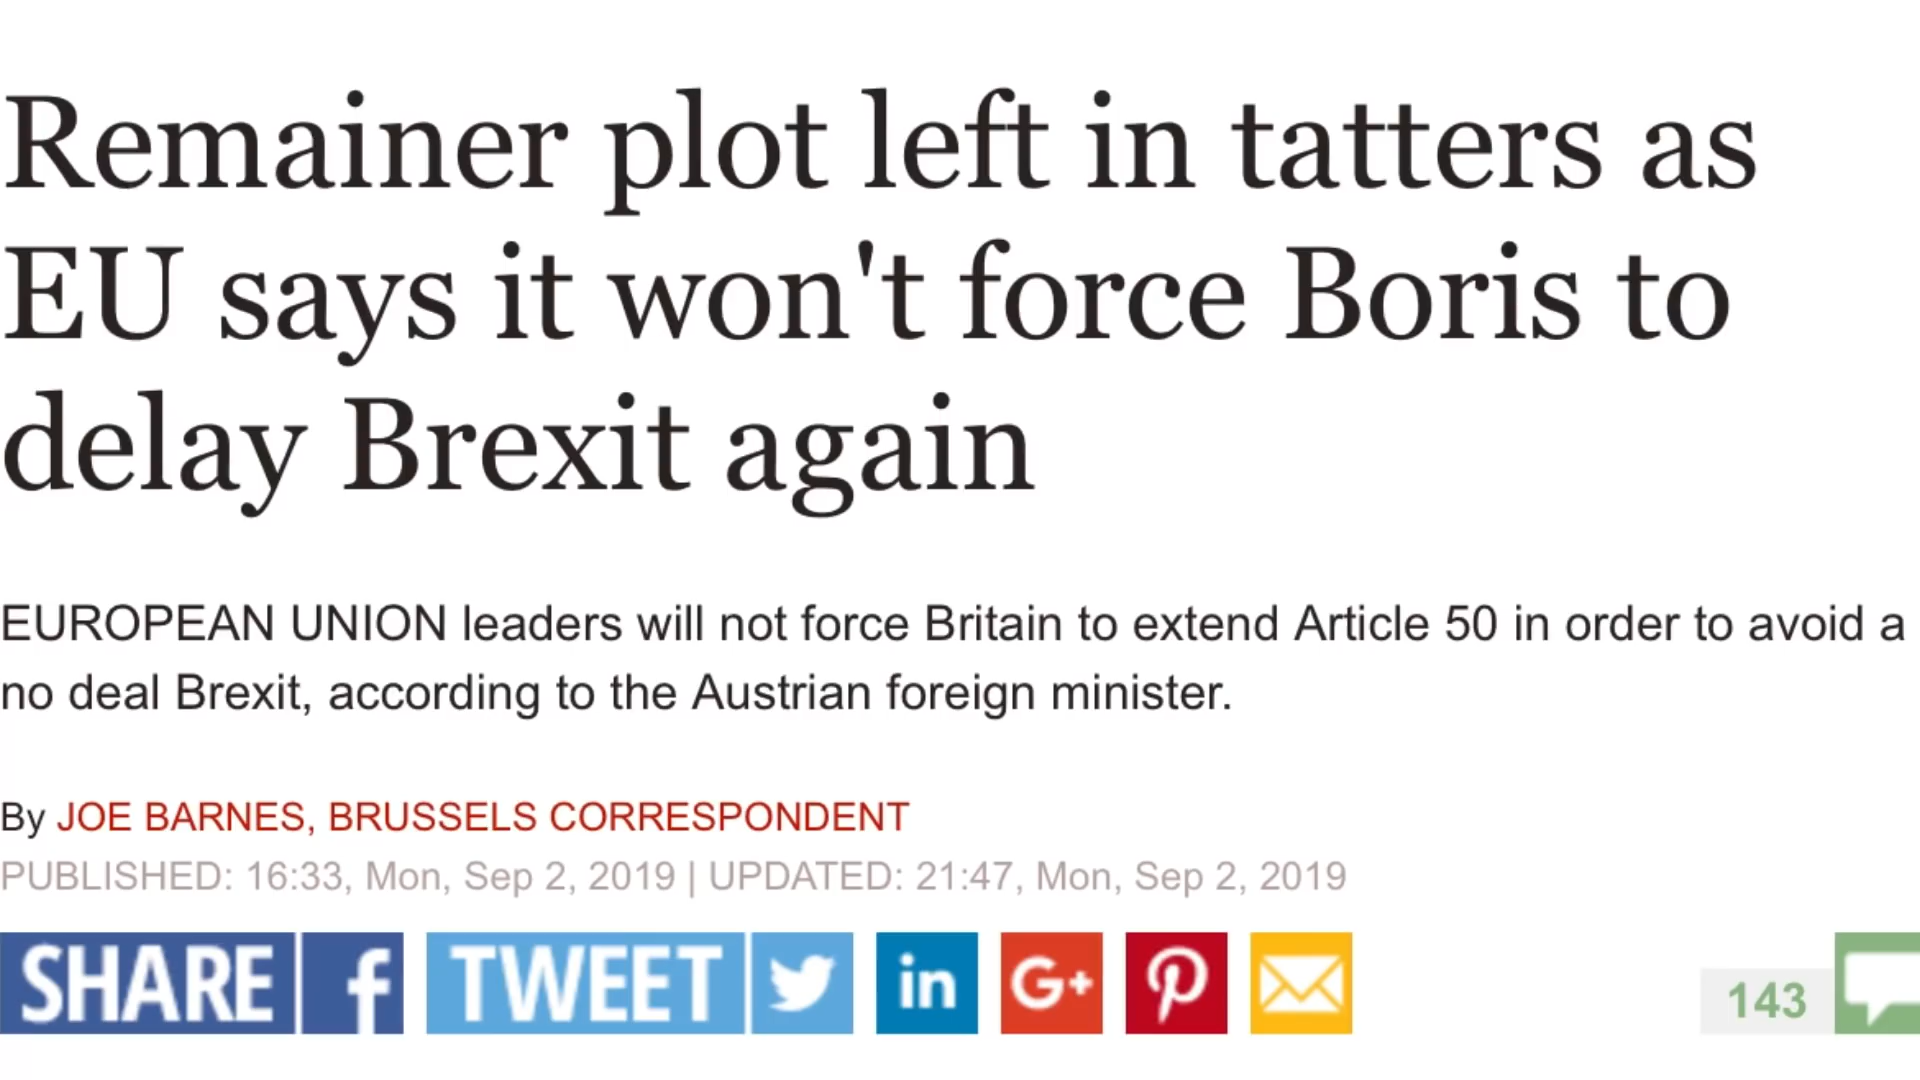 Remainer plot left in tatters as
EU says it won't force Boris to
delay Brexit again
EUROPEAN UNION leaders will not force Britain to extend Article 50 in order to avoid a
no deal Brexit, according to the Austrian foreign minister.
By JOE BARNES, BRUSSELS CORRESPONDENT
PUBLISHED: 16:33, Mon, Sep 2, 2019 | UPDATED: 21:47, Mon, Sep 2, 2019
SHARE f TWEET in G+ 143